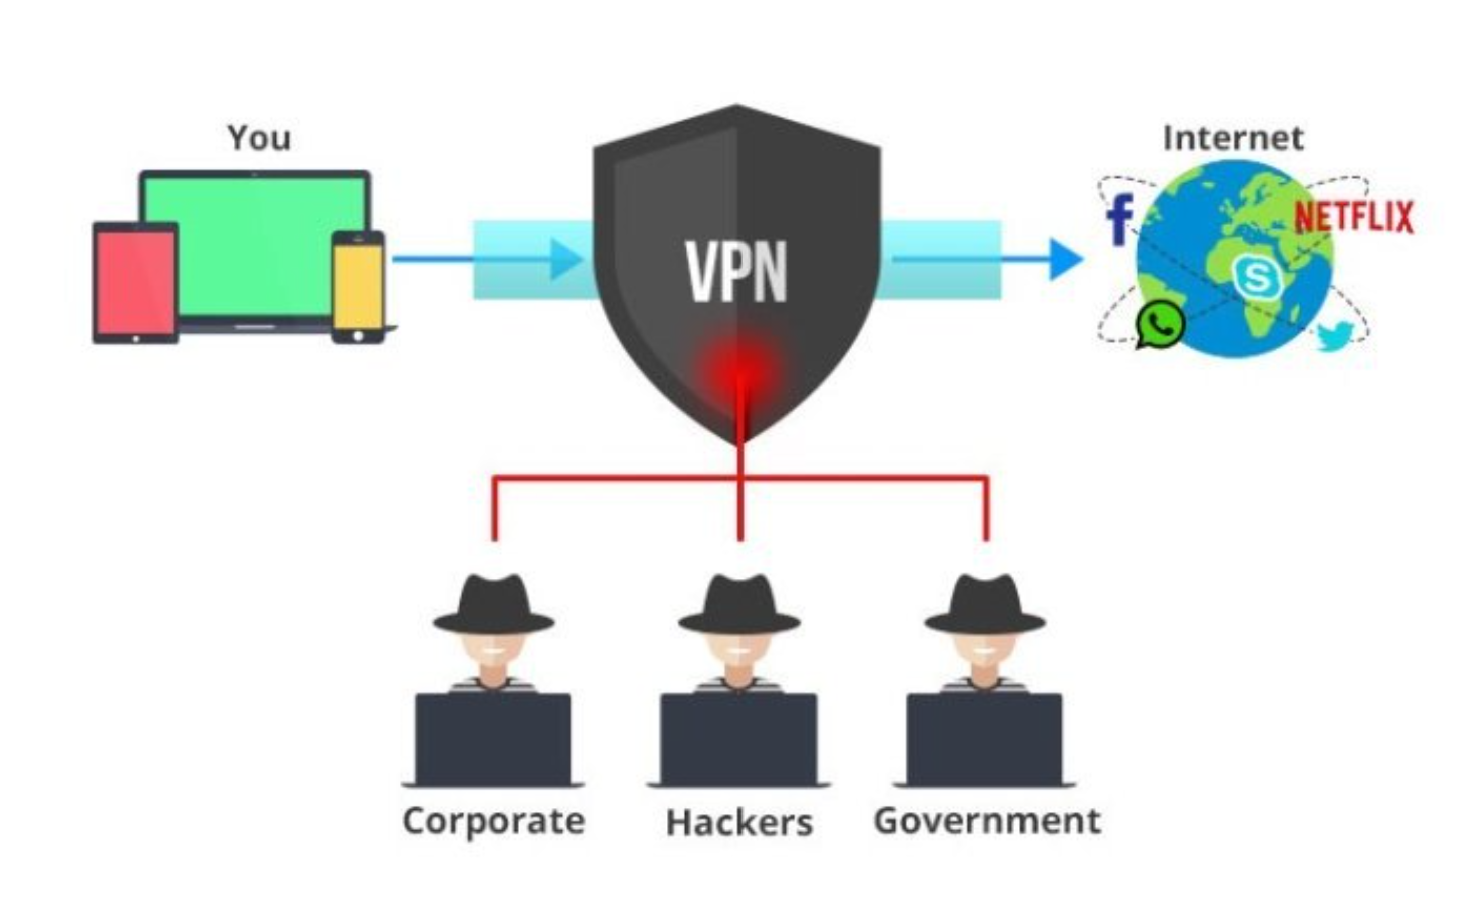 You
Internet
VPN
f
NETFLIX
S
Corporate
Hackers
Government